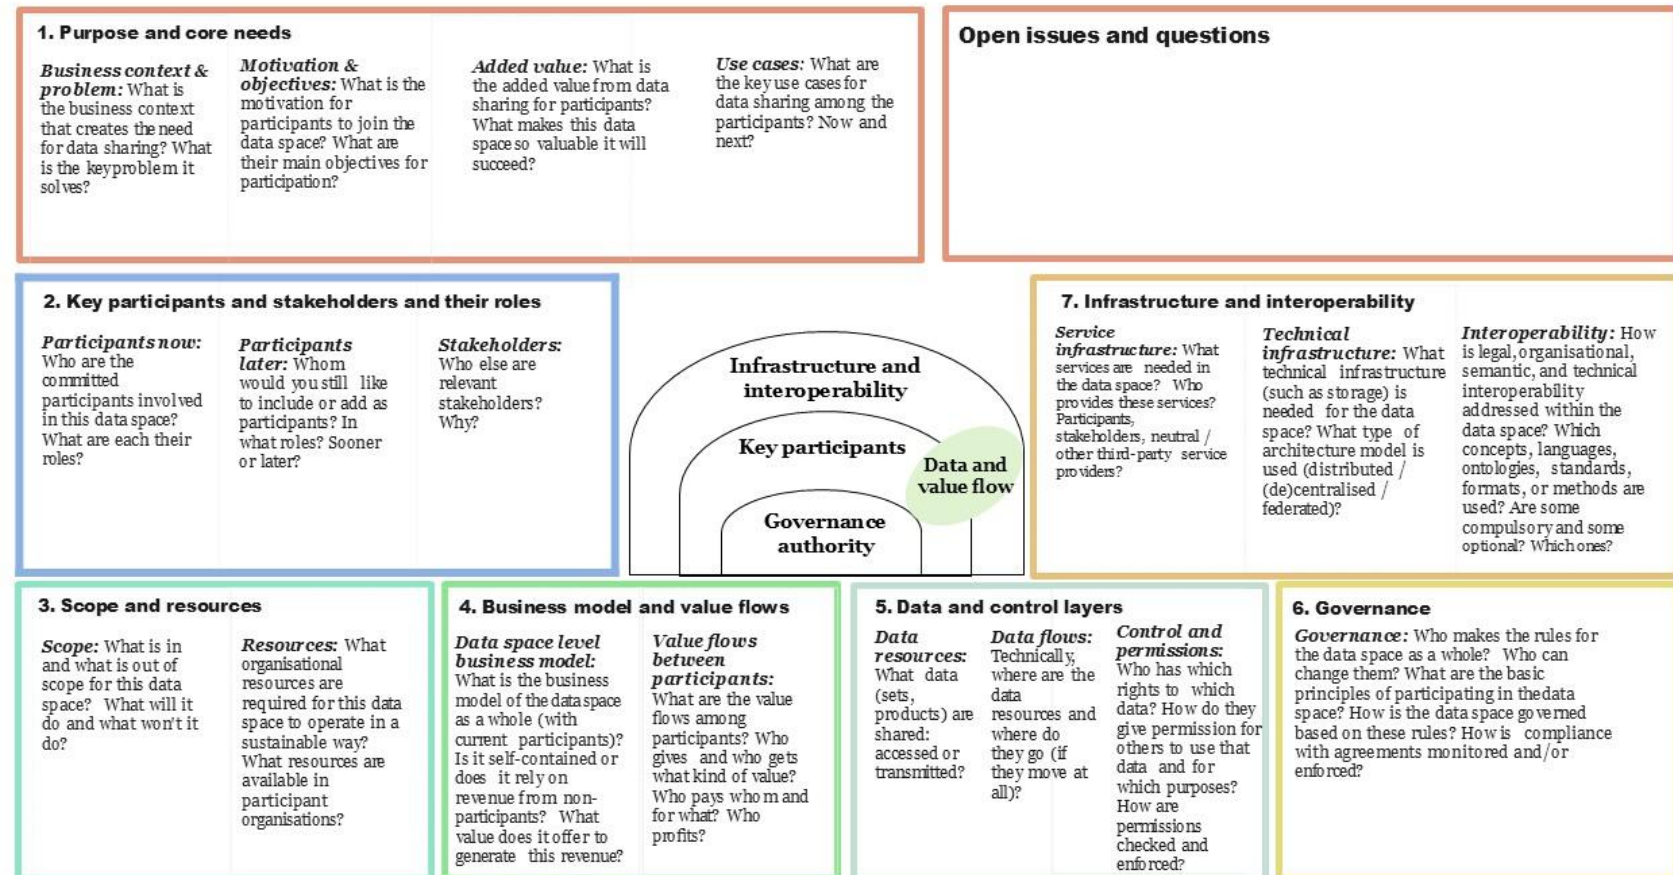 1. Purpose and core needs
Business context &
problem: What is
the business context
that creates the need
for data sharing? What
is the key problem it
solves?
Motivation &
objectives: What is the
motivation for
participants to join the
data space? What are
their main objectives for
participation?
Added value: What is
the added value from data
sharing for participants?
What makes this data
space so valuable it will
succeed?
Use cases: What are
the key use cases for
data sharing among the
participants? Now and
next?
Open issues and questions
2. Key participants and stakeholders and their roles
Participants now:
Who are the
committed
participants involved
in this data space?
What are each their
roles?
Participants
later: Whom
would you still like
to include or add as
participants? In
what roles? Sooner
or later?
Stakeholders:
Who else are
relevant
stakeholders?
Why?
Infrastructure and
interoperability
Key participants
Data and
value flow
Governance
authority
7. Infrastructure and interoperability
Service
infrastructure: What
services are needed in
the data space? Who
provides these services?
Participants,
stakeholders, neutral /
other third-party service
providers?
Technical
infrastructure: What
technical infrastructure
(such as storage) is
needed for the data
space? What type of
architecture model is
used (distributed /
(de)centralised /
federated)?
Interoperability: How
is legal, organisational,
semantic, and technical
interoperability
addressed within the
data space? Which
concepts, languages,
ontologies, standards,
formats, or methods are
used? Are some
compulsory and some
optional? Which ones?
3. Scope and resources
Scope: What is in
and what is out of
scope for this data
space? What will it
do and what won't it
do?
Resources: What
organisational
resources are
required for this data
space to operate in a
sustainable way?
What resources are
available in
participant
organisations?
4. Business model and value flows
Data space level
business model:
What is the business
model of the data space
as a whole (with
current participants)?
Is it self-contained or
does it rely on
revenue from non-
participants? What
value does it offer to
generate this revenue?
Value flows
between
participants:
What are the value
flows among
participants? Who
gives and who gets
what kind of value?
Who pays whom and
for what? Who
profits?
5. Data and control layers
Data
resources:
What data
(sets,
products) are
shared:
accessed or
transmitted?
Data flows:
Technically,
where are the
data
resources and
where do
they go (if
they move at
all)?
Control and
permissions:
Who has which
rights to which
data? How do they
give permission for
others to use that
data and for
which purposes?
How are
permissions
checked and
enforced?
6. Governance
Governance: Who makes the rules for
the data space as a whole? Who can
change them? What are the basic
principles of participating in the data
space? How is the data space governed
based on these rules? How is compliance
with agreements monitored and/or
enforced?